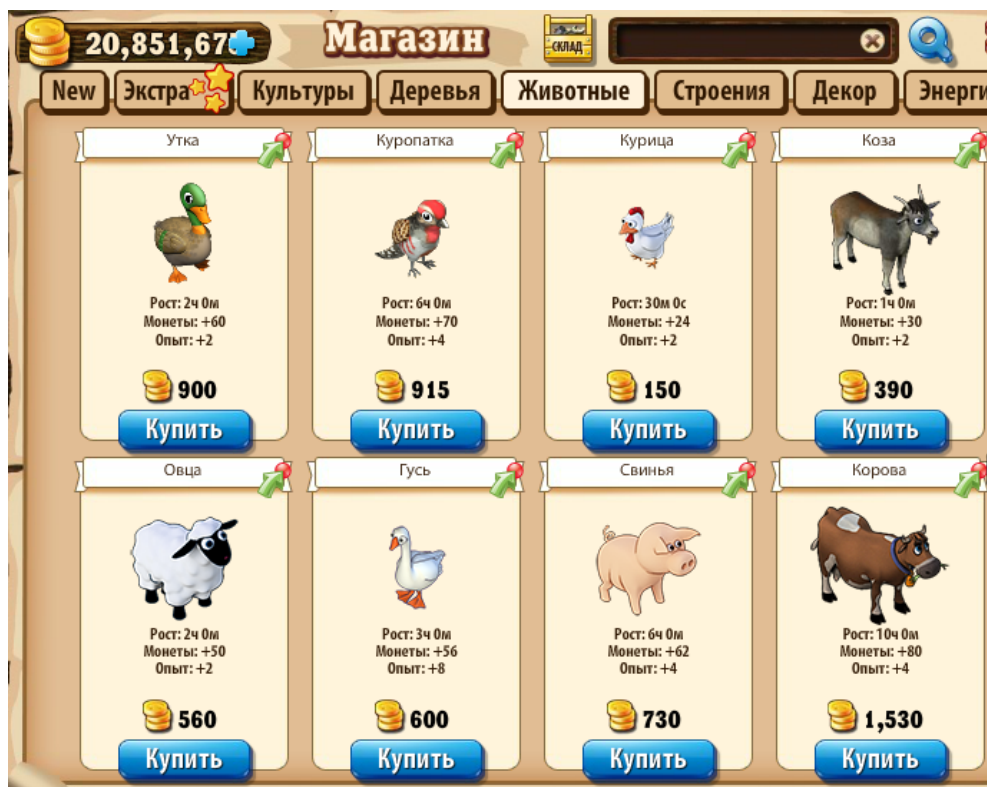 20,851,67
Магазин
СКЛАД
New Экстра Культуры Деревья Животные Строения Декор
Утка Куропатка Курица Коза
Рост: 2ч 0м Рост: 6ч 0м Рост: 30м 0с Рост: 1ч 0м
Монеты: +60 Монеты: +70 Монеты: +24 Монеты: +30
Опыт: +2 Опыт: +4 Опыт: +2 Опыт: +2
900 915 150 390
Купить Купить Купить Купить
Овца Гусь Свинья Корова
Рост: 2ч 0м Рост: 3ч 0м Рост: 6ч 0м Рост: 10ч 0м
Монеты: +50 Монеты: +56 Монеты: +62 Монеты: +80
Опыт: +2 Опыт: +8 Опыт: +4 Опыт: +4
560 600 730 1,530
Купить Купить Купить Купить